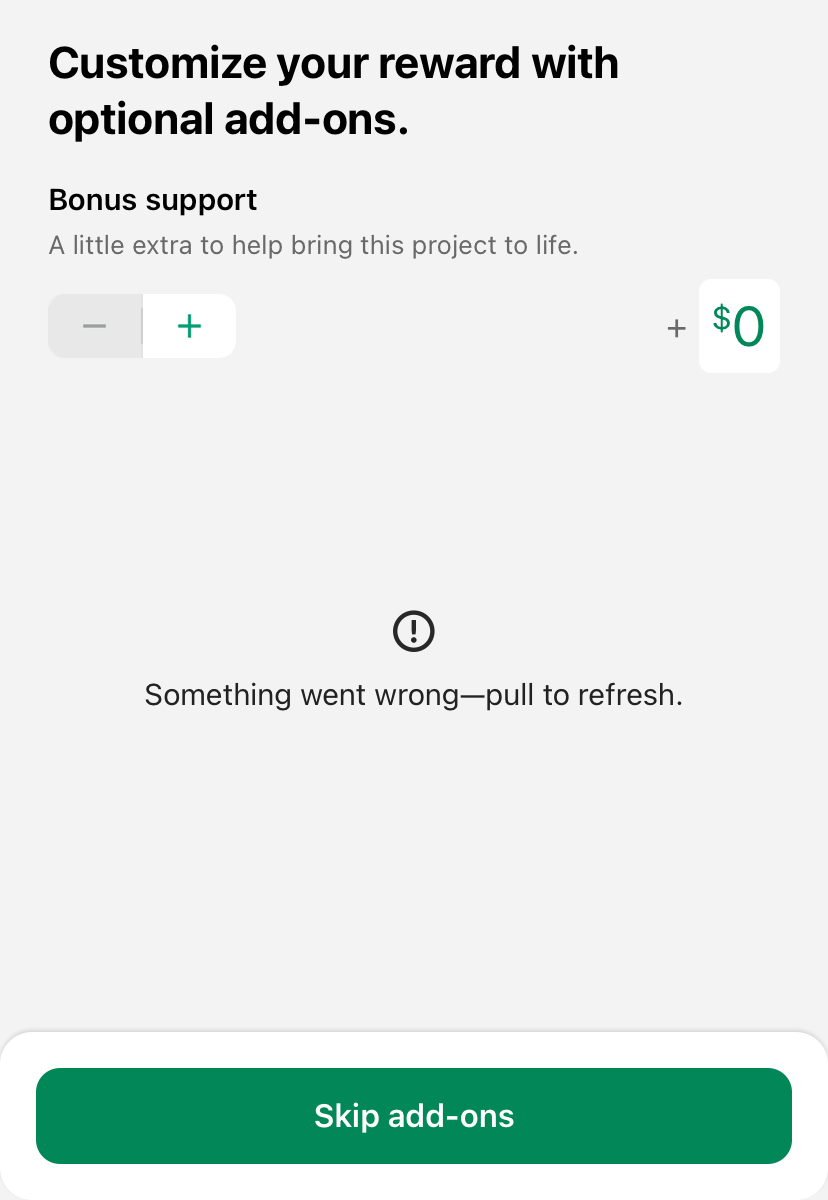 Customize your reward with
optional add-ons.
Bonus support
A little extra to help bring this project to life.
− + + $0
Something went wrong—pull to refresh.
Skip add-ons